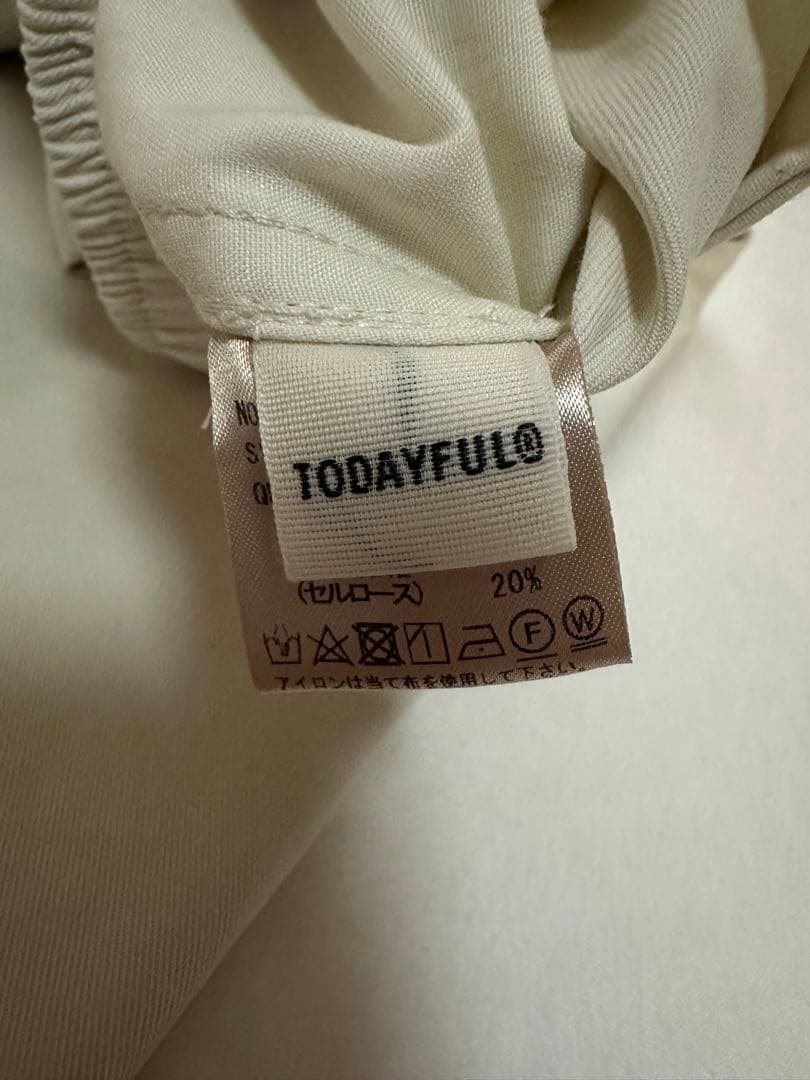 NO
S
TODAYFUL®
(セルロース) 20%
F W
アイロンは当て布を使用して下さい。